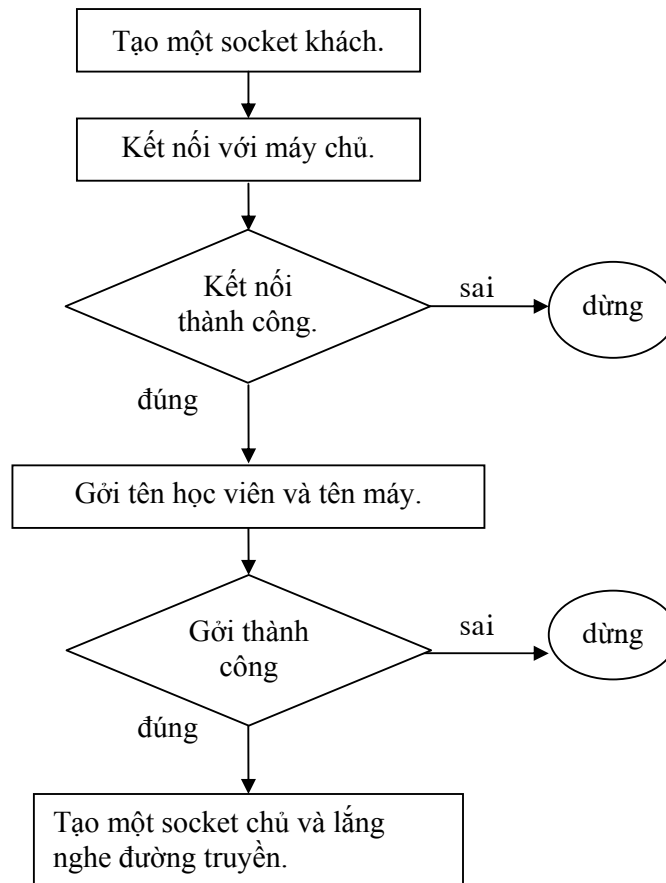 Tạo một socket khách.
Kết nối với máy chủ.
Kết nối
thành công.
sai
dừng
đúng
Gởi tên học viên và tên máy.
Gởi thành
công
sai
dừng
đúng
Tạo một socket chủ và lắng
nghe đường truyền.